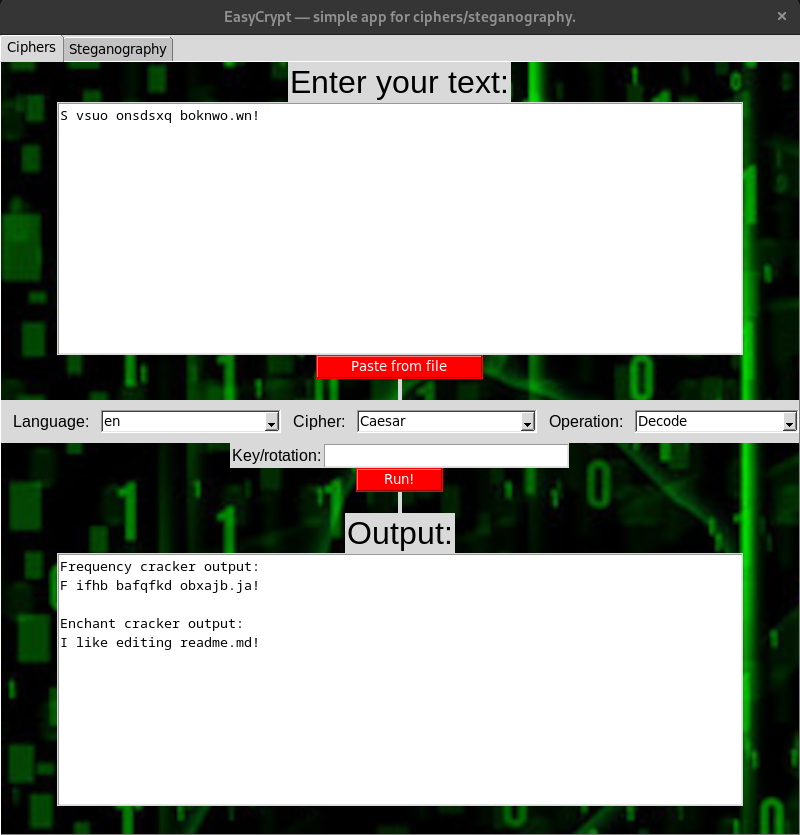 EasyCrypt — simple app for ciphers/steganography.
×
Ciphers Steganography
Enter your text:
S vsuo onsdsxq boknwo.wn!
Paste from file
Language: en Cipher: Caesar Operation: Decode
Key/rotation:
Run!
Output:
Frequency cracker output:
F ifhb bafqfkd obxajb.ja!
Enchant cracker output:
I like editing readme.md!